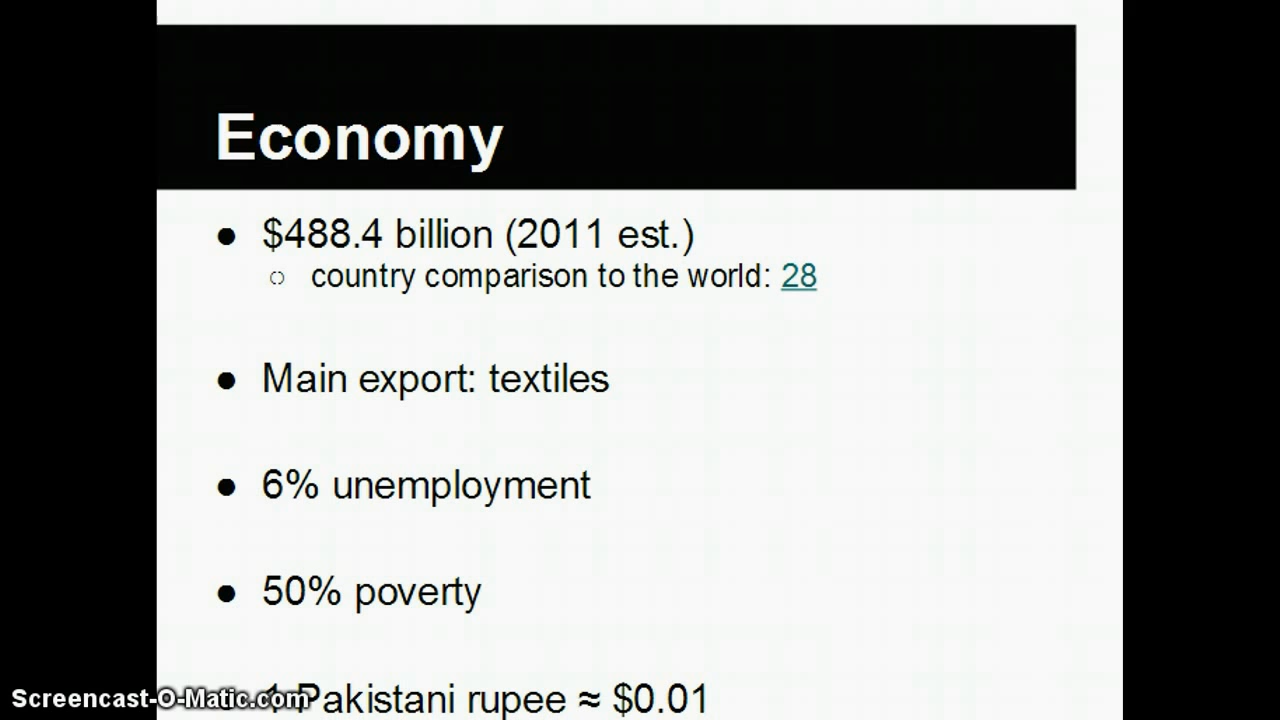 Economy
● $488.4 billion (2011 est.)
○ country comparison to the world: 28
● Main export: textiles
● 6% unemployment
● 50% poverty
● 1 Pakistani rupee ≈ $0.01
Screencast-O-Matic.com